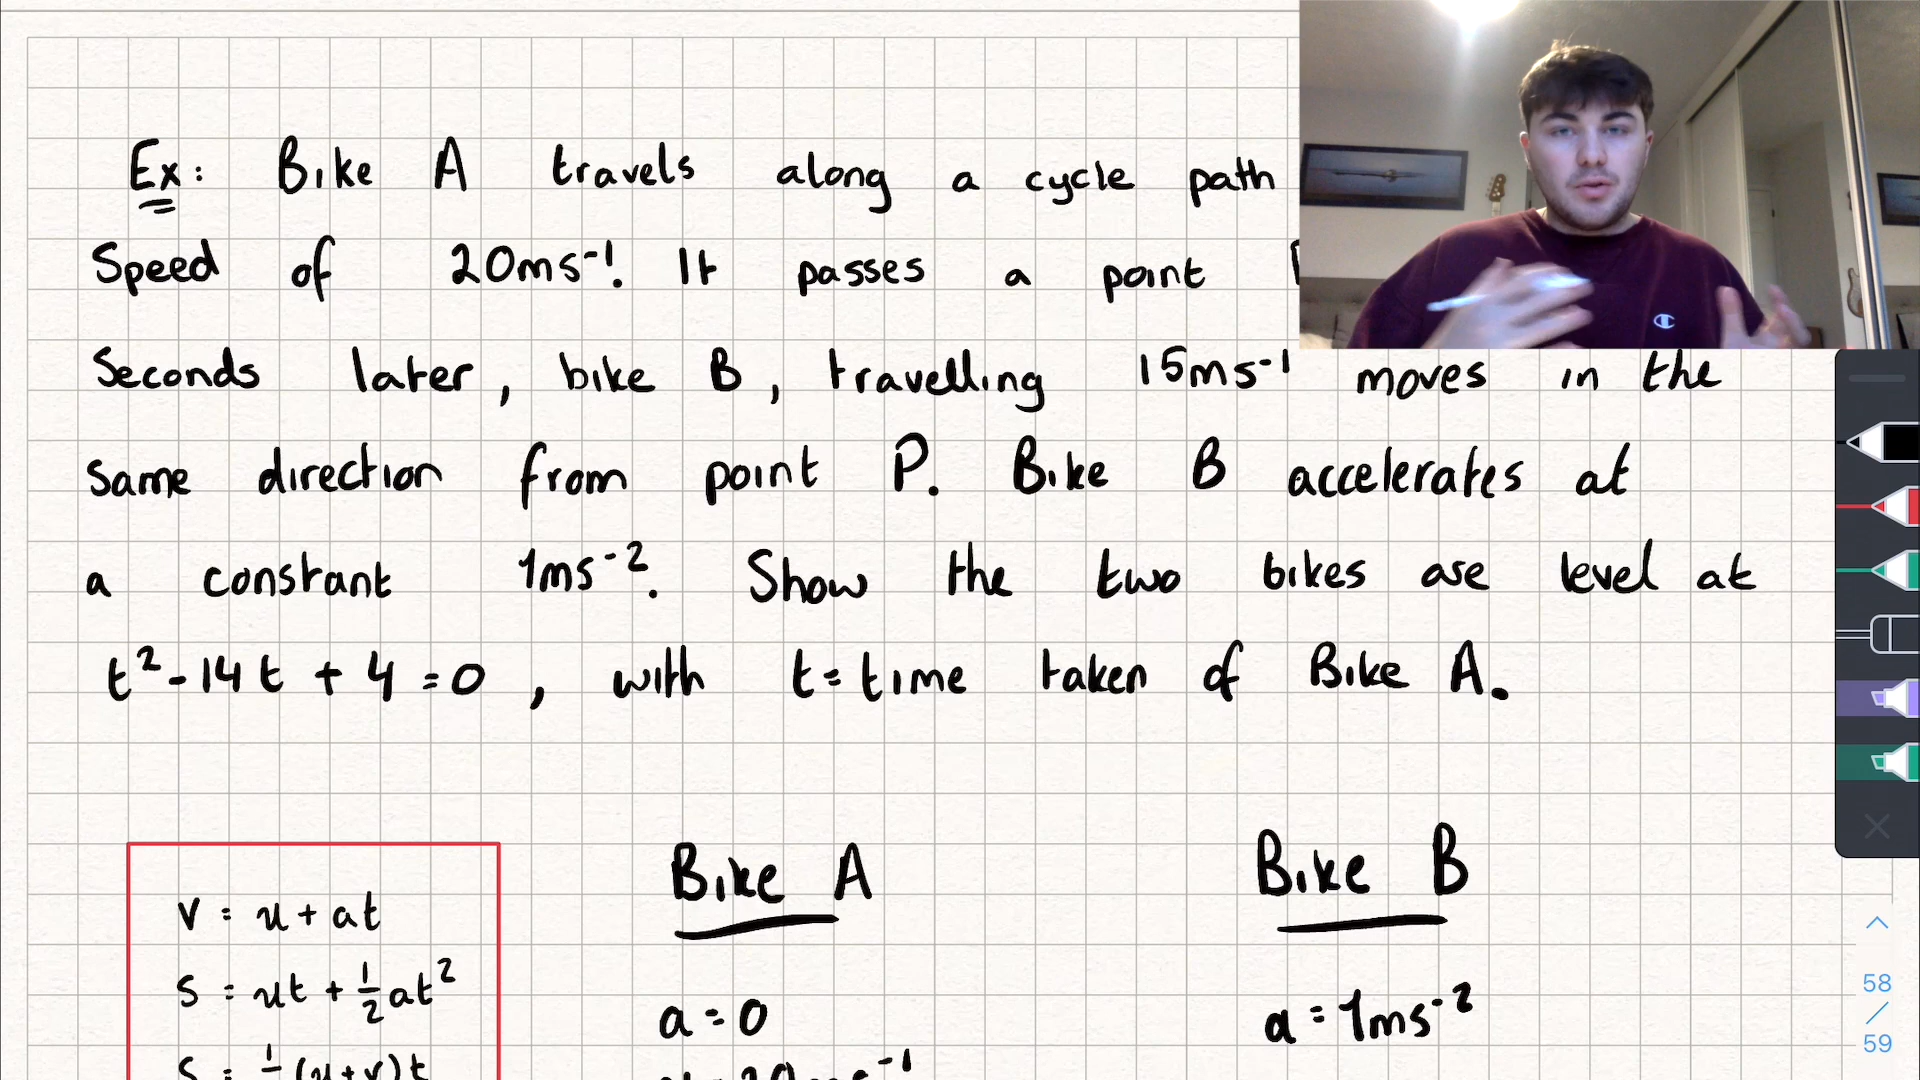 Ex: Bike A travels along a cycle path
Speed of 20ms⁻¹. It passes a point
Seconds later, bike B, travelling 15ms⁻¹ moves in the
Same direction from point P. Bike B accelerates at
a constant 1ms⁻². Show the two bikes are level at
t² - 14t + 4 = 0, with t = time taken of Bike A.
Bike A
Bike B
v = u + at
s = ut + ½at²
s = ½(u+v)t
a = 0
a = 1ms⁻²
58
/
59